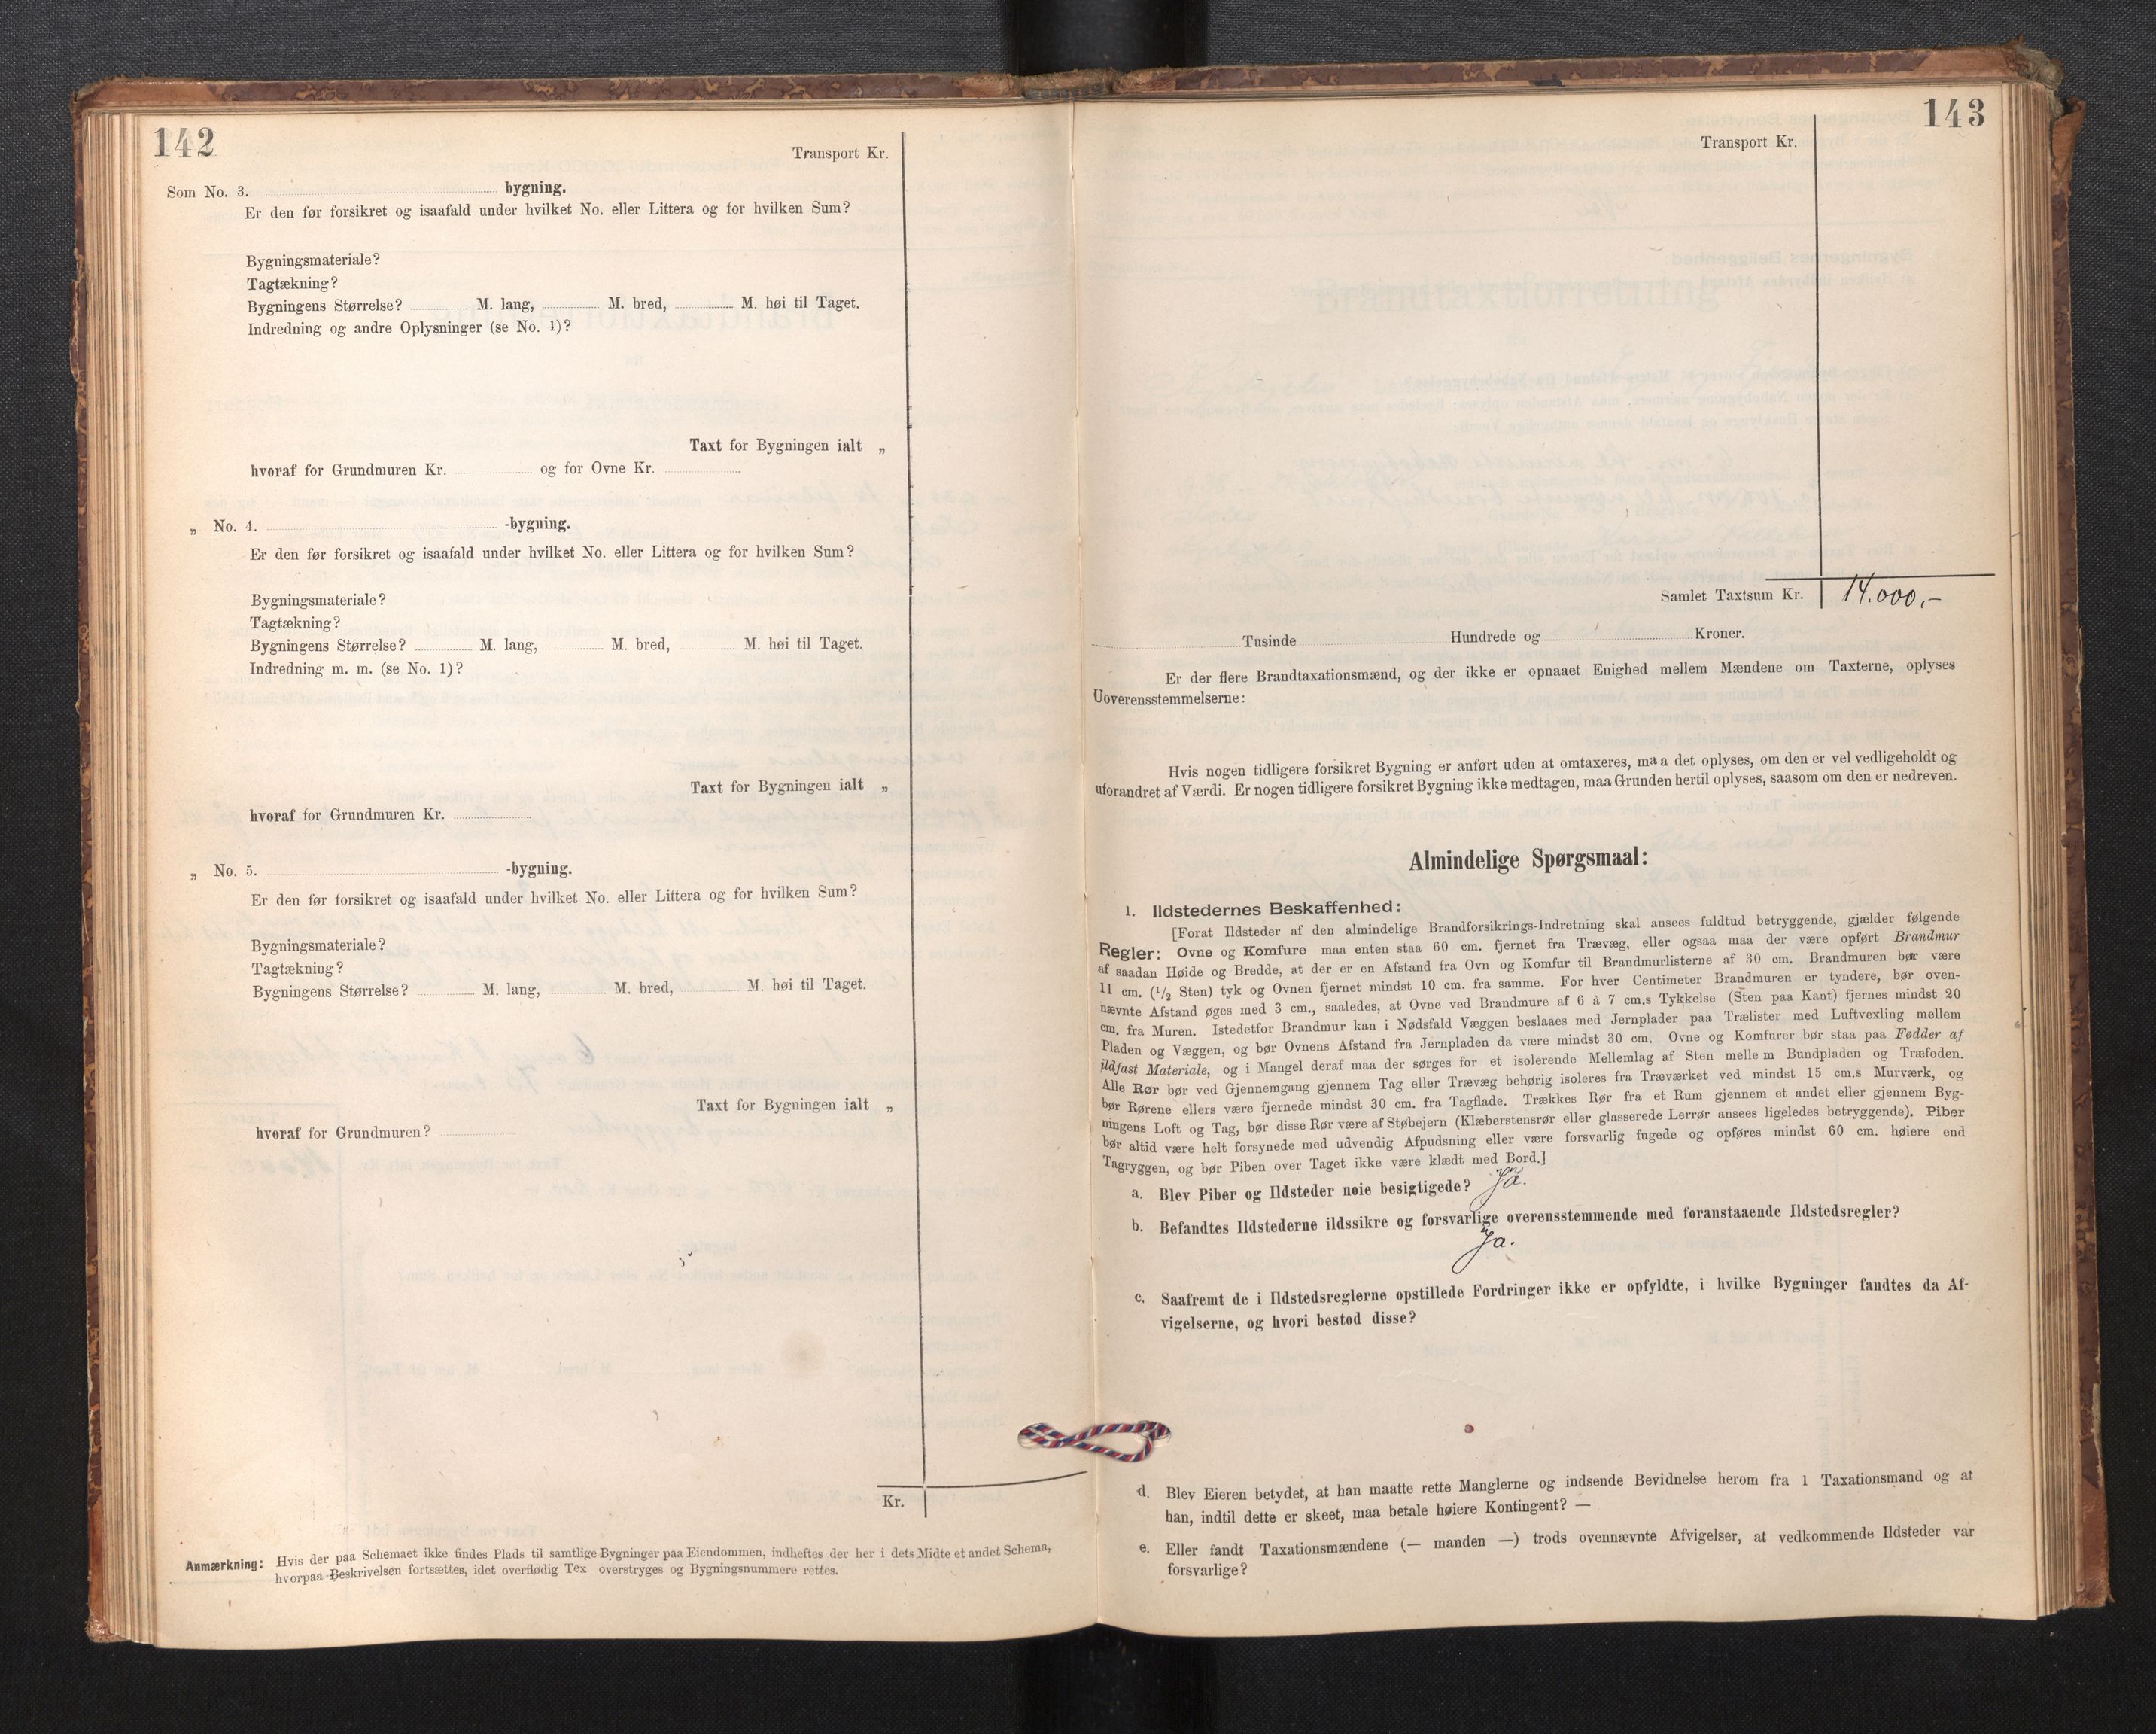 142
Transport Kr.
Som No. 3. bygning.
Er den før forsikret og isaafald under hvilket No. eller Littera og for hvilken Sum?
Bygningsmateriale?
Tagtækning?
Bygningens Størrelse? M. lang, M. bred, M. høi til Taget.
Indredning og andre Oplysninger (se No. 1)?
Taxt for Bygningen ialt „
hvoraf for Grundmuren Kr. og for Ovne Kr.
„ No. 4. -bygning.
Er den før forsikret og isaafald under hvilket No. eller Littera og for hvilken Sum?
Bygningsmateriale?
Tagtækning?
Bygningens Størrelse? M. lang, M. bred, M. høi til Taget.
Indredning m. m. (se No. 1)?
Taxt for Bygningen ialt „
hvoraf for Grundmuren Kr.
„ No. 5. -bygning.
Er den før forsikret og isaafald under hvilket No. eller Littera og for hvilken Sum?
Bygningsmateriale?
Tagtækning?
Bygningens Størrelse? M. lang, M. bred, M. høi til Taget.
Taxt for Bygningen ialt „
hvoraf for Grundmuren?
Kr.
Anmærkning: Hvis der paa Schemaet ikke findes Plads til samtlige Bygninger paa Eiendommen, indheftes der her i dets Midte et andet Schema,
hvorpaa Beskrivelsen fortsættes, idet overflødig Tex overstryges og Bygningsnummere rettes.
143
Transport Kr.
Samlet Taxtsum Kr. 14.000,-
Tusinde Hundrede og Kroner.
Er der flere Brandtaxationsmænd, og der ikke er opnaaet Enighed mellem Mændene om Taxterne, oplyses
Uoverensstemmelserne:
Hvis nogen tidligere forsikret Bygning er anført uden at omtaxeres, maa det oplyses, om den er vel vedligeholdt og
uforandret af Værdi. Er nogen tidligere forsikret Bygning ikke medtagen, maa Grunden hertil oplyses, saasom om den er nedreven.
Almindelige Spørgsmaal:
1. Ildstedernes Beskaffenhed:
[Forat Ildsteder af den almindelige Brandforsikrings-Indretning skal ansees fuldtud betryggende, gjælder følgende
Regler: Ovne og Komfure maa enten staa 60 cm. fjernet fra Trævæg, eller ogsaa maa der være opført Brandmur
af saadan Høide og Bredde, at der er en Afstand fra Ovn og Komfur til Brandmurlisterne af 30 cm. Brandmuren bør være
11 cm. (1/2 Sten) tyk og Ovnen fjernet mindst 10 cm. fra samme. For hver Centimeter Brandmuren er tyndere, bør oven-
nævnte Afstand øges med 3 cm., saaledes, at Ovne ved Brandmure af 6 à 7 cm.s Tykkelse (Sten paa Kant) fjernes mindst 20
cm. fra Muren. Istedetfor Brandmur kan i Nødsfald Væggen beslaaes med Jernplader paa Trælister med Luftvexling mellem
Pladen og Væggen, og bør Ovnens Afstand fra Jernpladen da være mindst 30 cm. Ovne og Komfurer bør staa paa Fødder af
ildfast Materiale, og i Mangel deraf maa der sørges for et isolerende Mellemlag af Sten mellem Bundpladen og Træfoden.
Alle Rør bør ved Gjennemgang gjennem Tag eller Trævæg behørig isoleres fra Træværket ved mindst 15 cm.s Murværk, og
bør Rørene ellers være fjernede mindst 30 cm. fra Tagflade. Trækkes Rør fra et Rum gjennem et andet eller gjennem Byg-
ningens Loft og Tag, bør disse Rør være af Støbejern (Klæberstensrør eller glasserede Lerrør ansees ligeledes betryggende). Piber
bør altid være helt forsynede med udvendig Afpudsning eller være forsvarlig fugede og opføres mindst 60 cm. høiere end
Tagryggen, og bør Piben over Taget ikke være klædt med Bord.]
a. Blev Piber og Ildsteder nøie besigtigede? Ja.
b. Befandtes Ildstederne ildssikre og forsvarlige overensstemmende med foranstaaende Ildstedsregler?
Ja.
c. Saafremt de i Ildstedsreglerne opstillede Fordringer ikke er opfyldte, i hvilke Bygninger fandtes da Af-
vigelserne, og hvori bestod disse?
d. Blev Eieren betydet, at han maatte rette Manglerne og indsende Bevidnelse herom fra 1 Taxationsmand og at
han, indtil dette er skeet, maa betale høiere Kontingent? —
e. Eller fandt Taxationsmændene (— manden —) trods ovennævnte Afvigelser, at vedkommende Ildsteder var
forsvarlige?